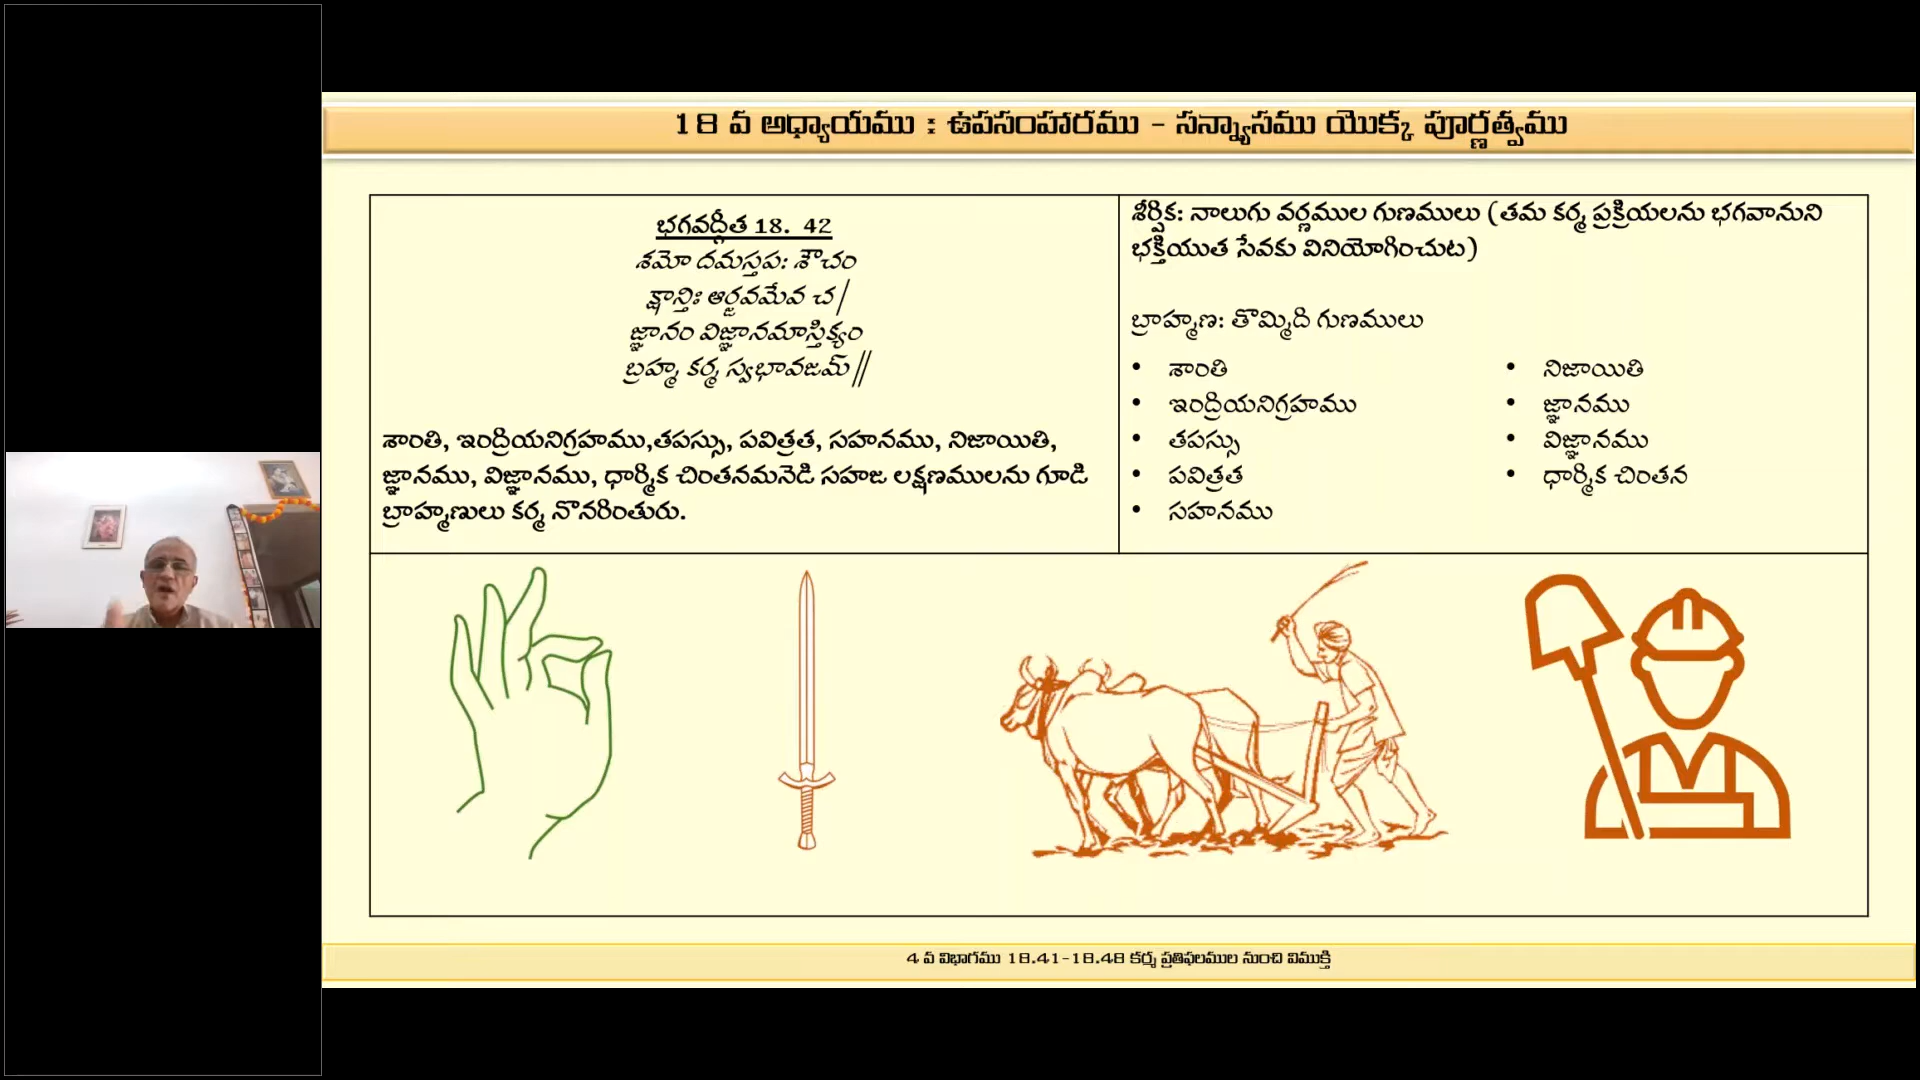 18 వ అధ్యాయము : ఉపసంహారము - సన్న్యాసము యొక్క పూర్ణత్వము
భగవద్గీత 18. 42
శమో దమస్తప: శౌచం
క్షాన్తిః ఆర్జవమేవ చ|
జ్ఞానం విజ్ఞానమాస్తిక్యం
బ్రహ్మ కర్మ స్వభావజమ్||
శాంతి, ఇంద్రియనిగ్రహము,తపస్సు, పవిత్రత, సహనము, నిజాయితి,
జ్ఞానము, విజ్ఞానము, ధార్మిక చింతనమనెడి సహజ లక్షణములను గూడి
బ్రాహ్మణులు కర్మ నొనరింతురు.
శీర్షిక: నాలుగు వర్ణముల గుణములు (తమ కర్మ ప్రక్రియలను భగవానుని
భక్తియుత సేవకు వినియోగించుట)
బ్రాహ్మణ: తొమ్మిది గుణములు
• శాంతి
• ఇంద్రియనిగ్రహము
• తపస్సు
• పవిత్రత
• సహనము
• నిజాయితి
• జ్ఞానము
• విజ్ఞానము
• ధార్మిక చింతన
4 వ విభాగము 18.41-18.48 కర్మ ప్రతిఫలముల నుంచి విముక్తి